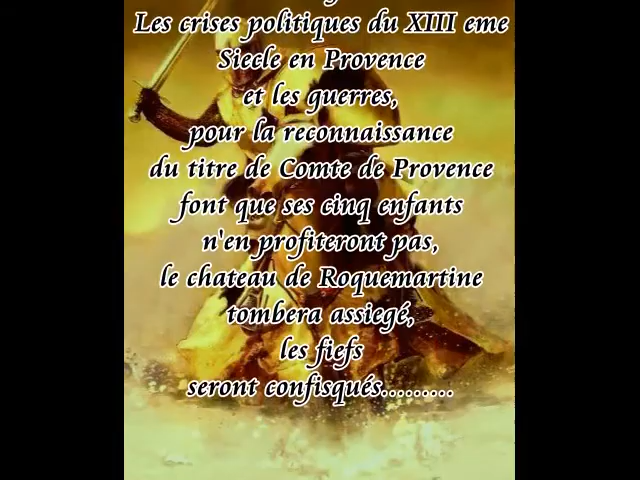 Les crises politiques du XIII eme
Siecle en Provence
et les guerres,
pour la reconnaissance
du titre de Comte de Provence
font que ses cinq enfants
n'en profiteront pas,
le chateau de Roquemartine
tombera assiegé,
les fiefs
seront confisqués.........